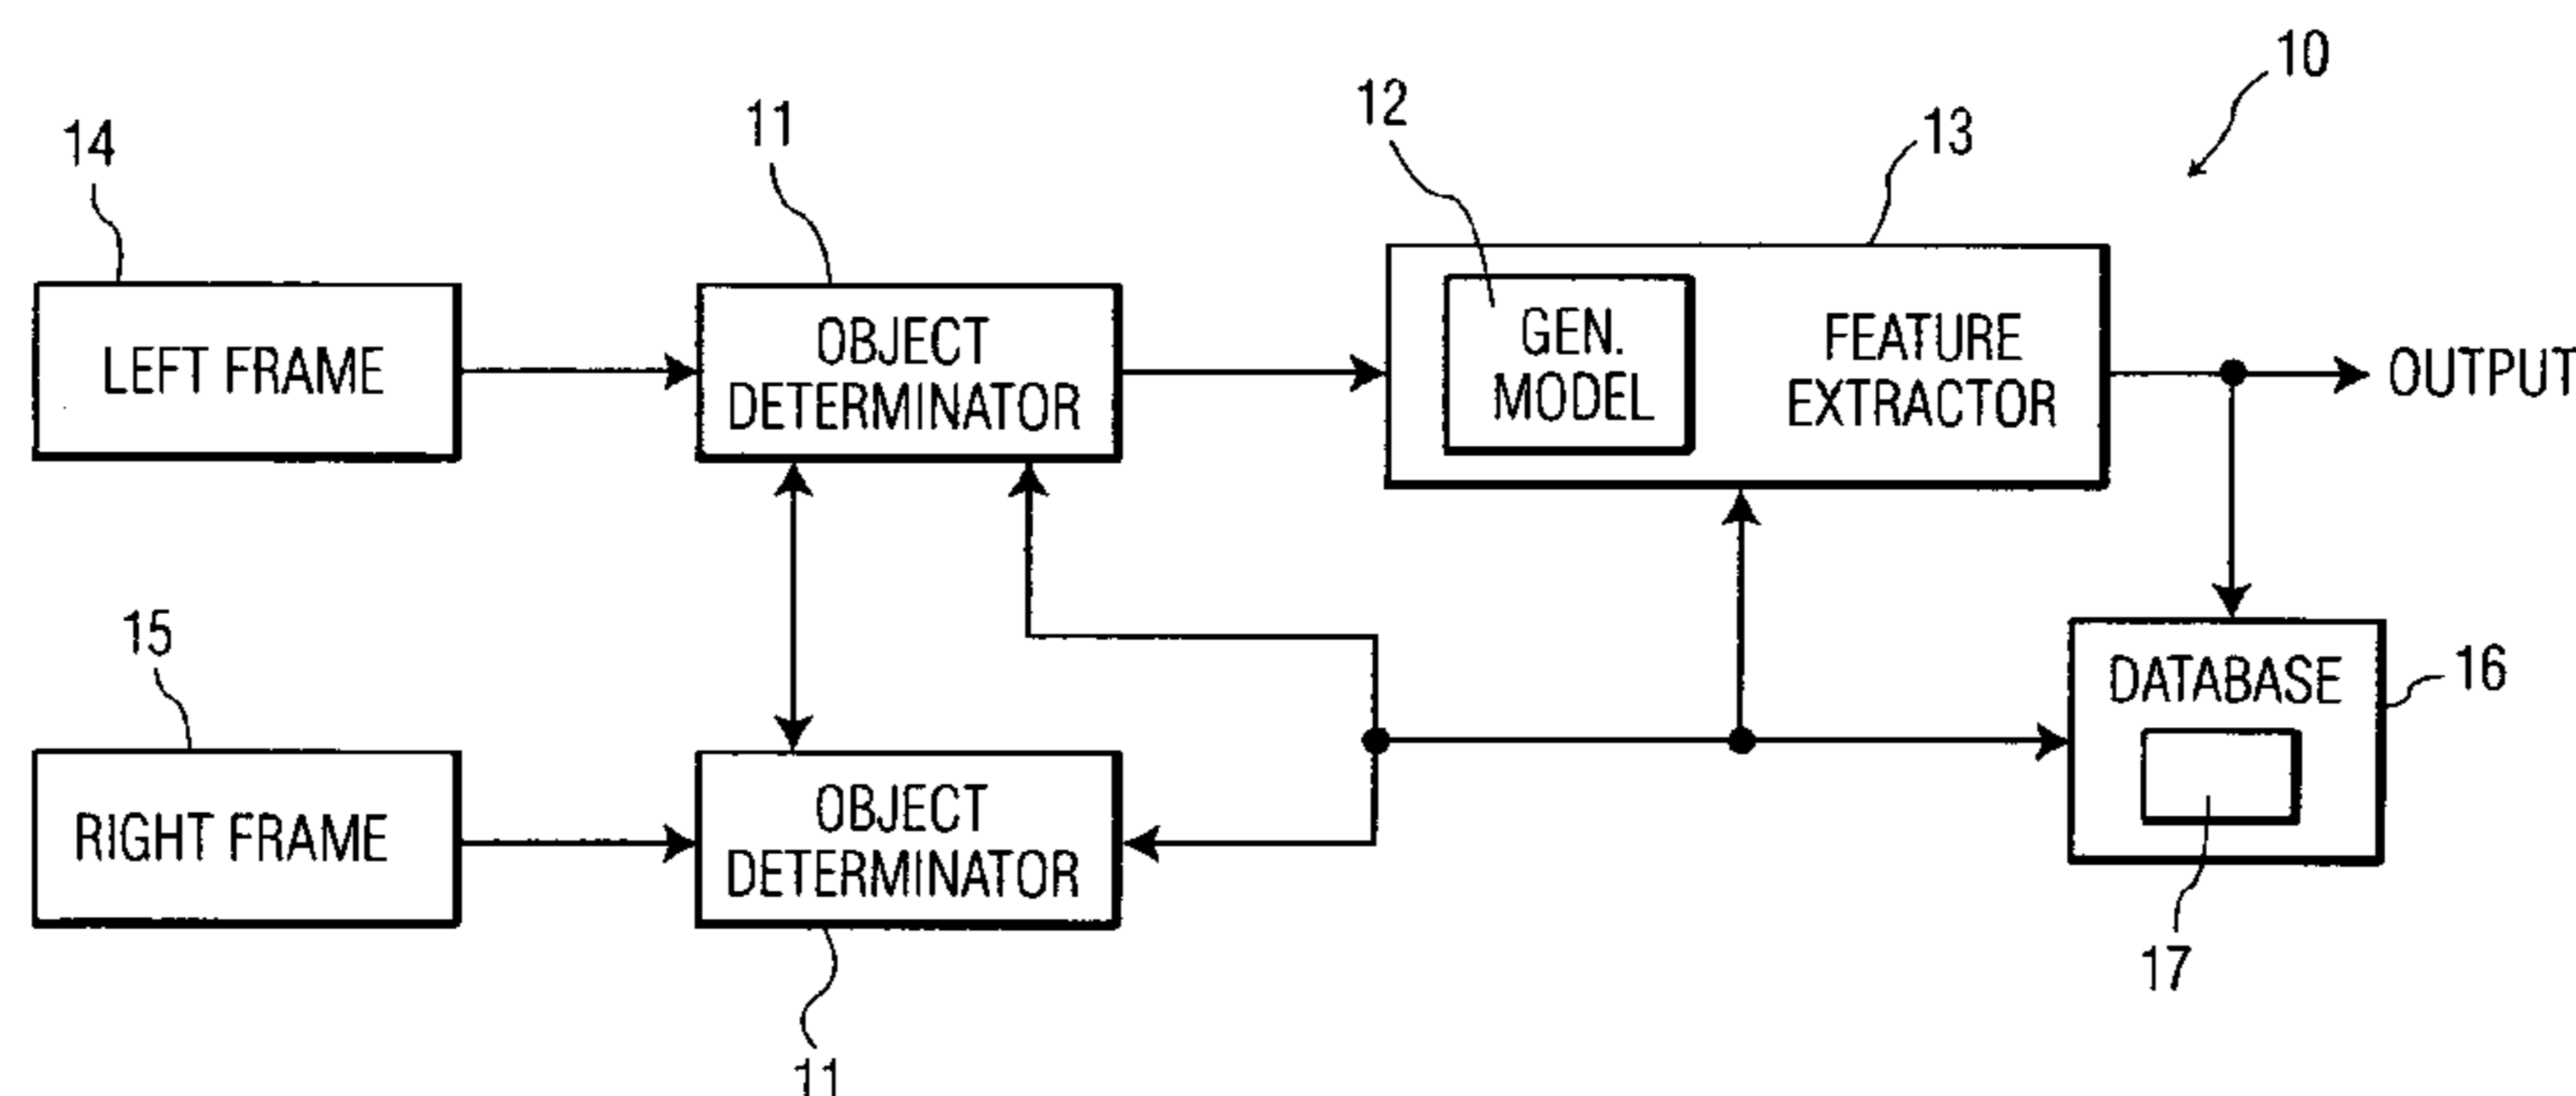 10
14
11
12
13
LEFT FRAME
OBJECT
DETERMINATOR
GEN.
MODEL
FEATURE
EXTRACTOR
OUTPUT
15
RIGHT FRAME
OBJECT
DETERMINATOR
11
DATABASE
16
17